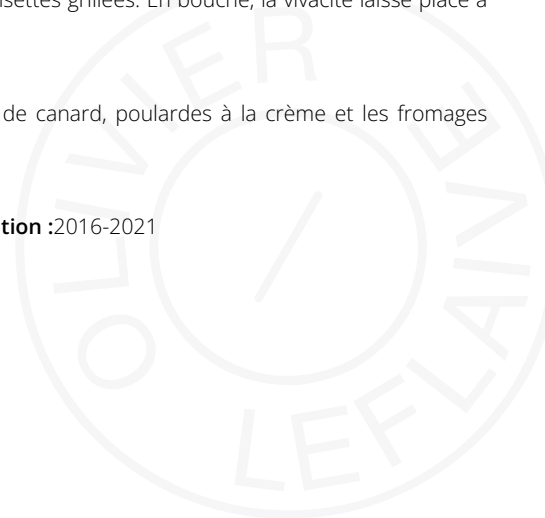 grillées. En bouche, la vivacité laisse place à
de canard, poulardes à la crème et les fromages
tion :2016-2021
OLIVIER
LEFLAIVE